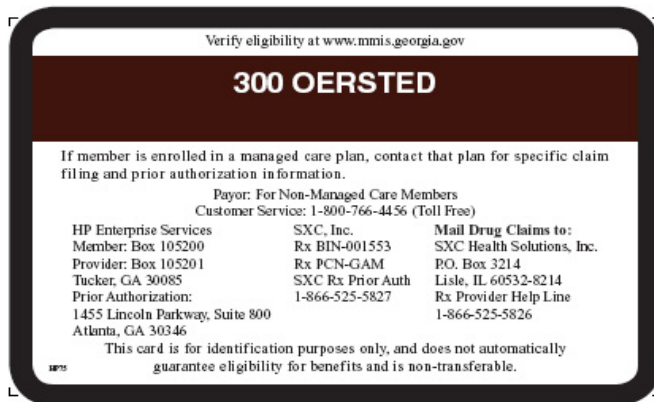 Verify eligibility at www.mmis.georgia.gov
300 OERSTED
If member is enrolled in a managed care plan, contact that plan for specific claim
filing and prior authorization information.
Payor: For Non-Managed Care Members
Customer Service: 1-800-766-4456 (Toll Free)
HP Enterprise Services
Member: Box 105200
Provider: Box 105201
Tucker, GA 30085
Prior Authorization:
1455 Lincoln Parkway, Suite 800
Atlanta, GA 30346
SXC, Inc.
Rx BIN-001553
Rx PCN-GAM
SXC Rx Prior Auth
1-866-525-5827
Mail Drug Claims to:
SXC Health Solutions, Inc.
P.O. Box 3214
Lisle, IL 60532-8214
Rx Provider Help Line
1-866-525-5826
This card is for identification purposes only, and does not automatically
guarantee eligibility for benefits and is non-transferable.
HP75